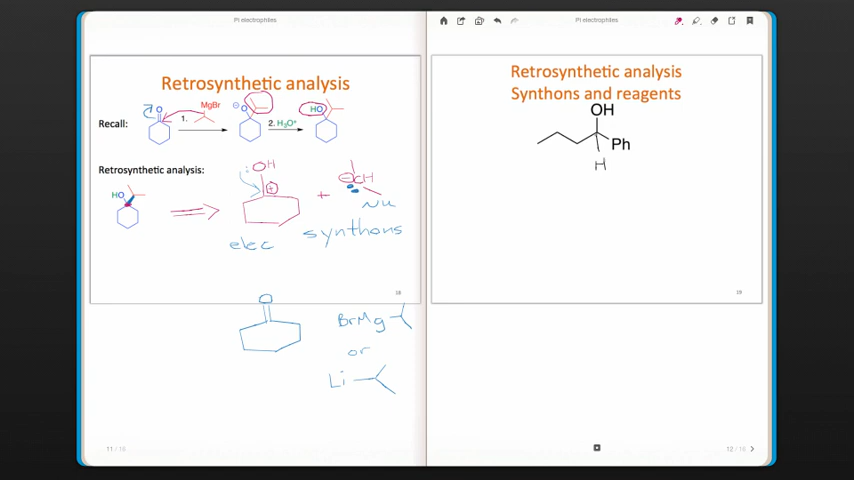 PI electrophiles
Retrosynthetic analysis
Recall:
O
1.
MgBr
O
2. H₃O⁺
HO
Retrosynthetic analysis:
HO
:OH
⊕
+
⊖CH
Nu
elec
synthons
18
O
BrMg
or
Li
11 / 16
PI electrophiles
Retrosynthetic analysis
Synthons and reagents
OH
Ph
H
19
12 / 16